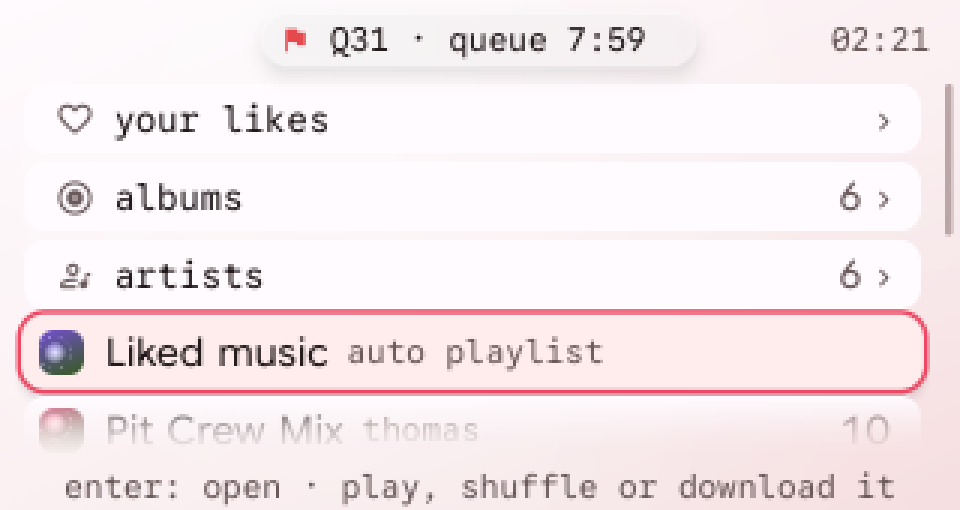 Q31 · queue 7:59
02:21
your likes
albums 6
artists 6
Liked music auto playlist
Pit Crew Mix thomas 10
enter: open · play, shuffle or download it